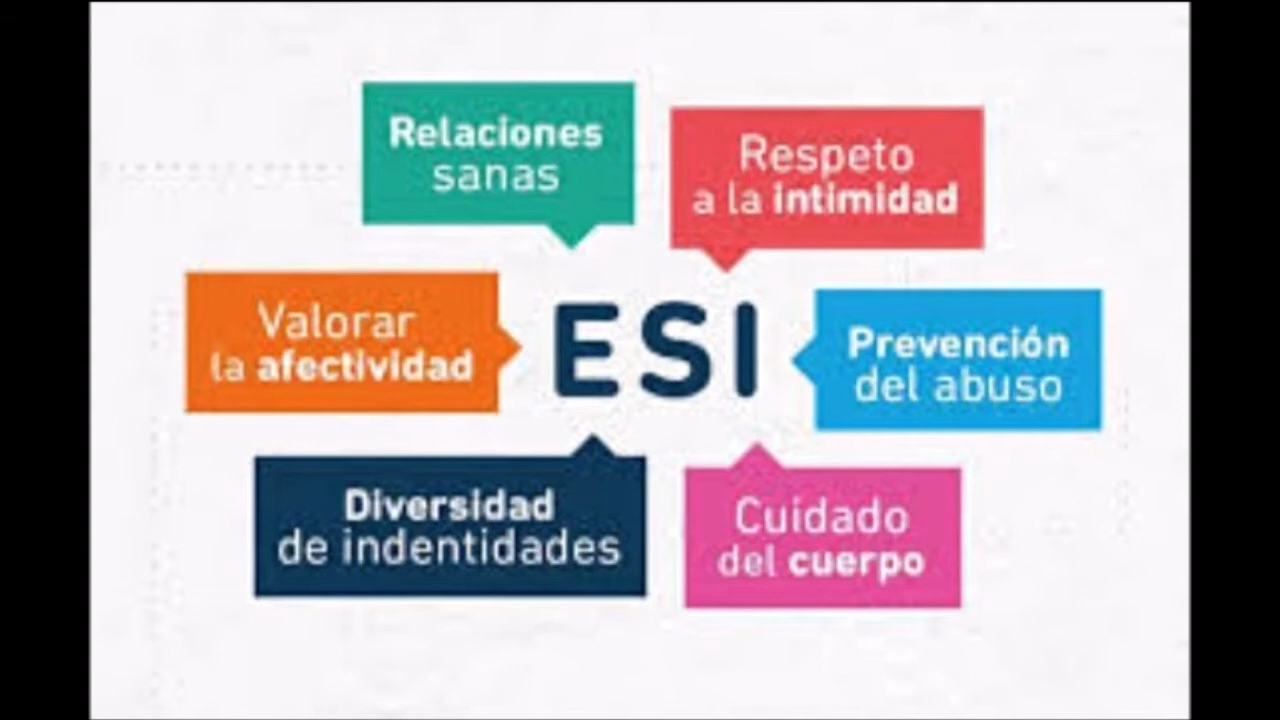 Relaciones
sanas
Respeto
a la intimidad
Valorar
la afectividad
ESI
Prevención
del abuso
Diversidad
de indentidades
Cuidado
del cuerpo